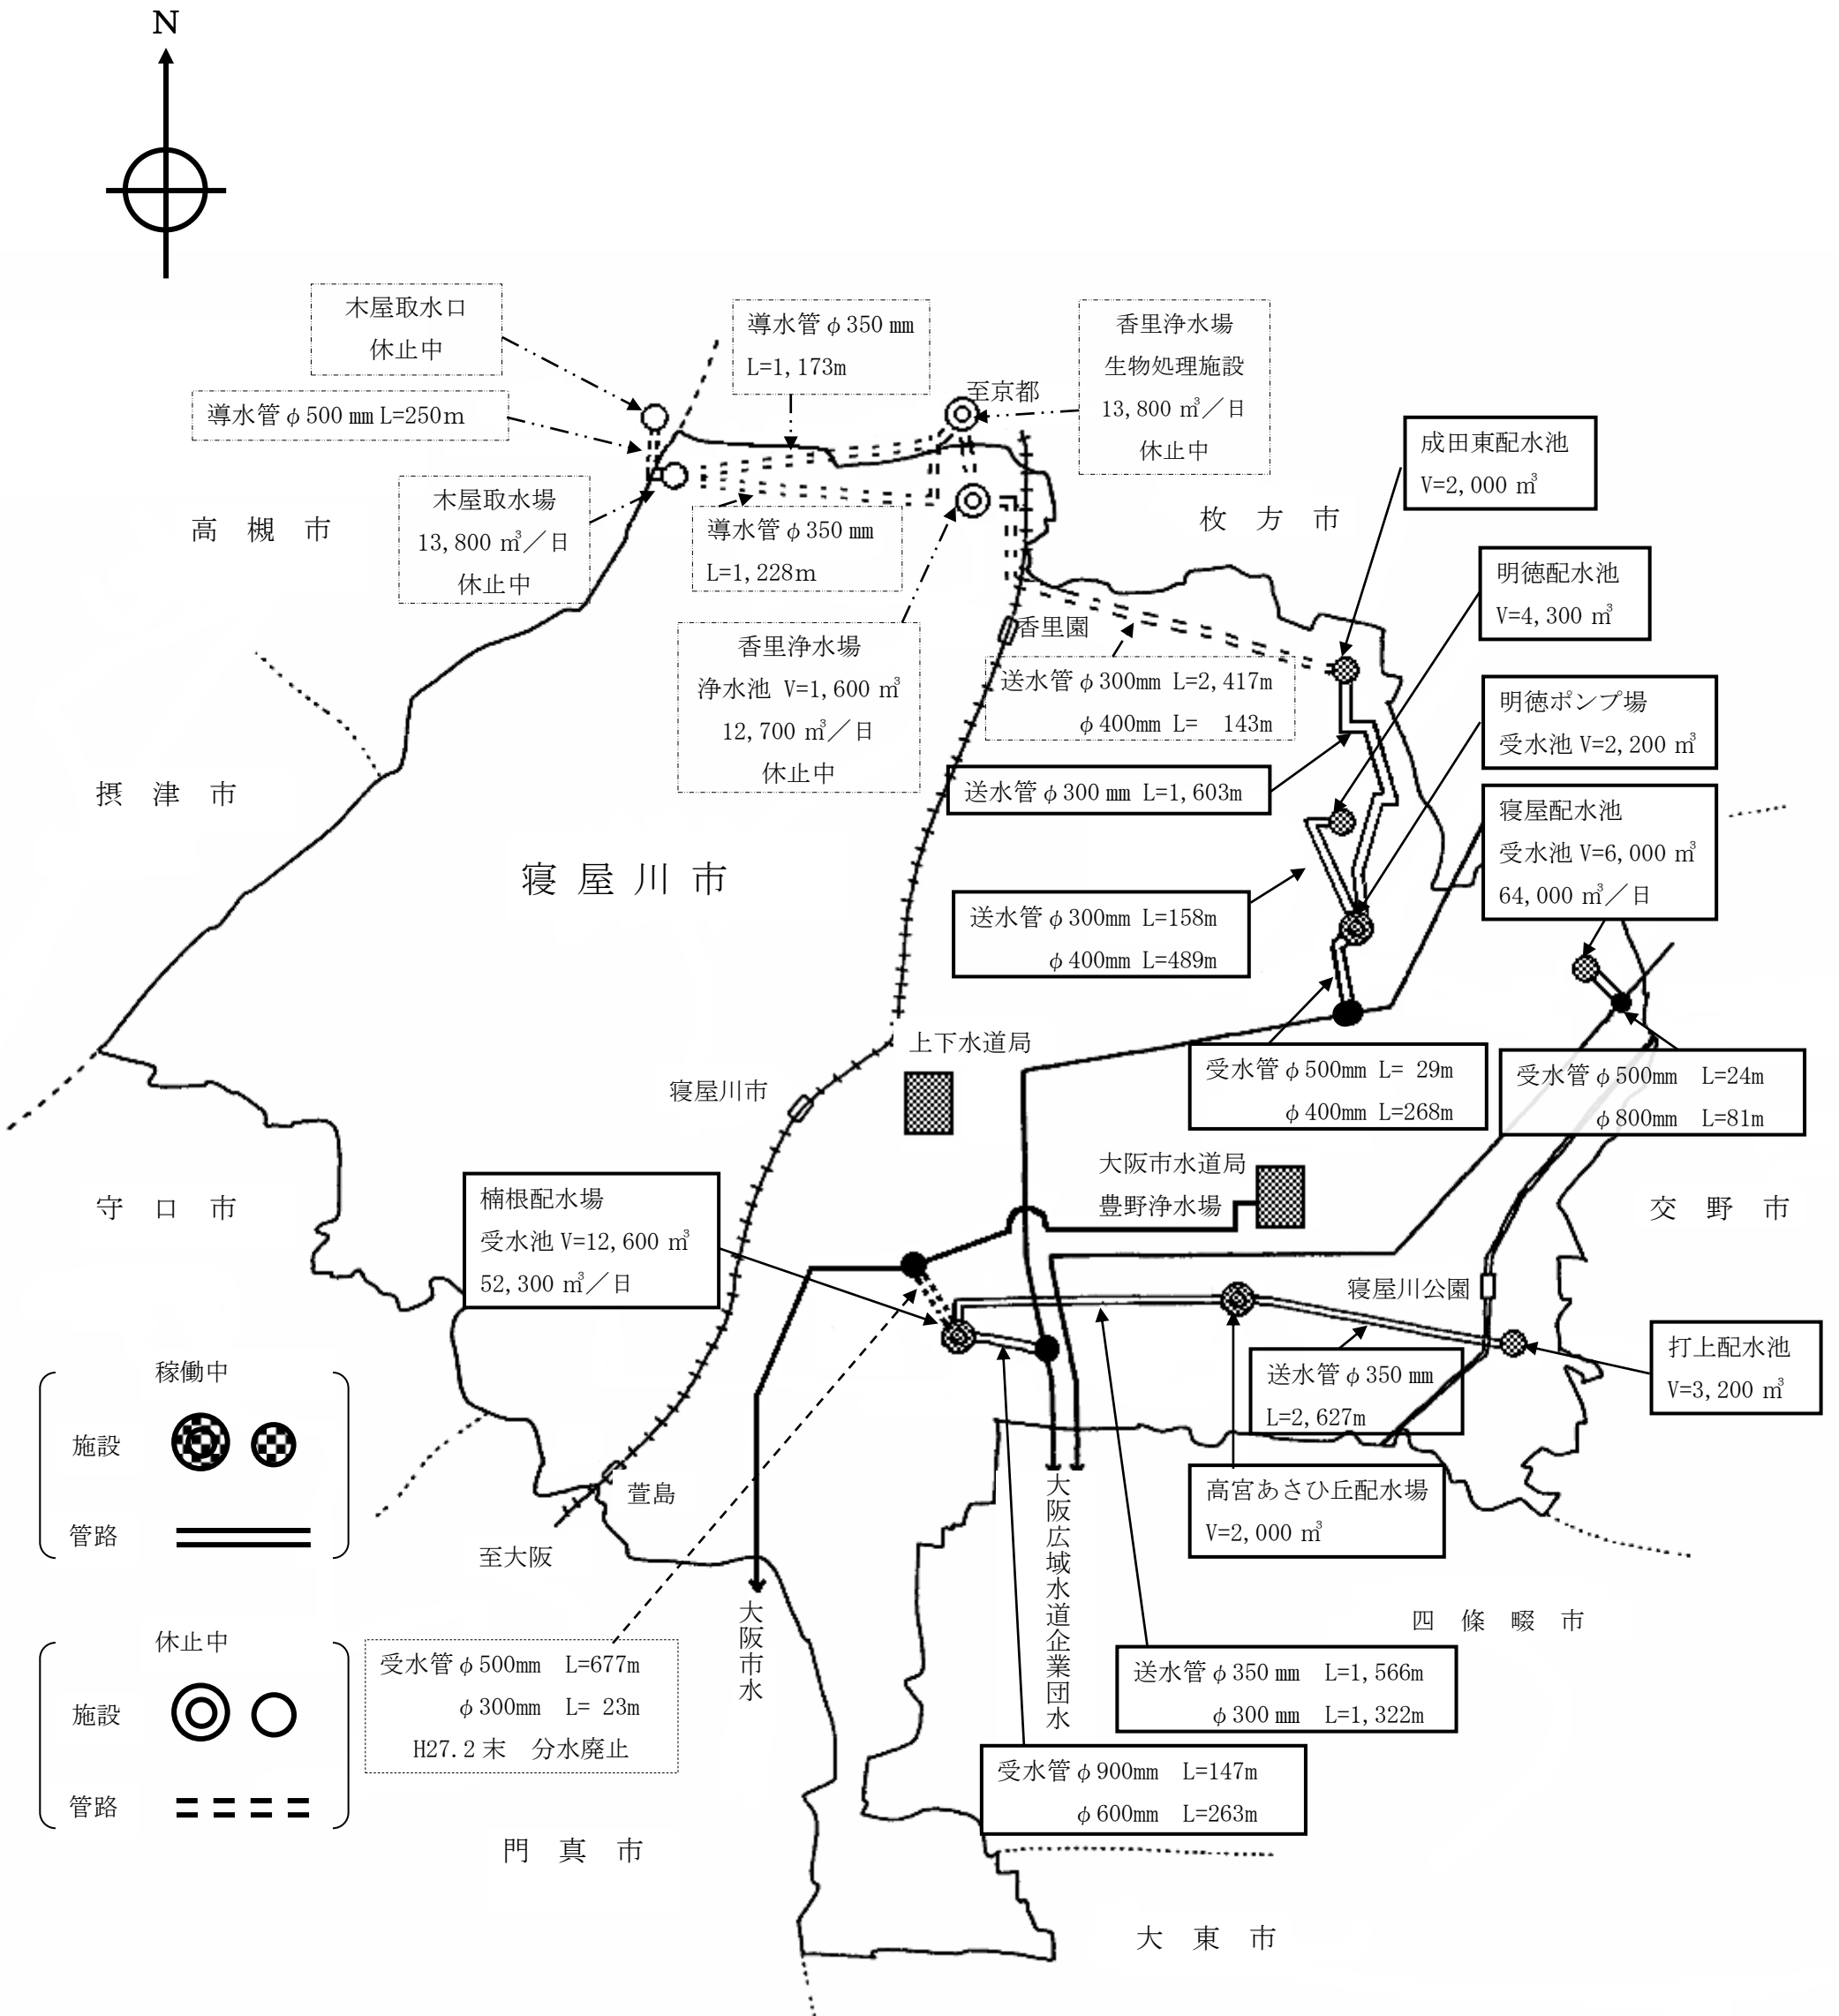 N
木屋取水口
休止中
導水管φ350㎜
L=1,173m
香里浄水場
生物処理施設
13,800㎥／日
休止中
至京都
導水管φ500㎜L=250m
木屋取水場
13,800㎥／日
休止中
導水管φ350㎜
L=1,228m
高槻市
枚方市
成田東配水池
V=2,000㎥
明徳配水池
V=4,300㎥
香里園
香里浄水場
浄水池 V=1,600㎥
12,700㎥／日
休止中
送水管φ300mm L=2,417m
φ400mm L= 143m
明徳ポンプ場
受水池V=2,200㎥
送水管φ300㎜ L=1,603m
摂津市
寝屋配水池
受水池V=6,000㎥
64,000㎥／日
寝屋川市
送水管φ300mm L=158m
φ400mm L=489m
上下水道局
寝屋川市
受水管φ500mm L= 29m
φ400mm L=268m
受水管φ500mm L=24m
φ800mm L=81m
大阪市水道局
豊野浄水場
守口市
交野市
楠根配水場
受水池V=12,600㎥
52,300㎥／日
寝屋川公園
打上配水池
V=3,200㎥
送水管φ350㎜
L=2,627m
稼働中
施設
管路
萱島
至大阪
高宮あさひ丘配水場
V=2,000㎥
大阪広域水道企業団水
大阪市水
四條畷市
休止中
施設
管路
受水管φ500mm L=677m
φ300mm L= 23m
H27.2末 分水廃止
送水管φ350㎜ L=1,566m
φ300㎜ L=1,322m
受水管φ900mm L=147m
φ600mm L=263m
門真市
大東市